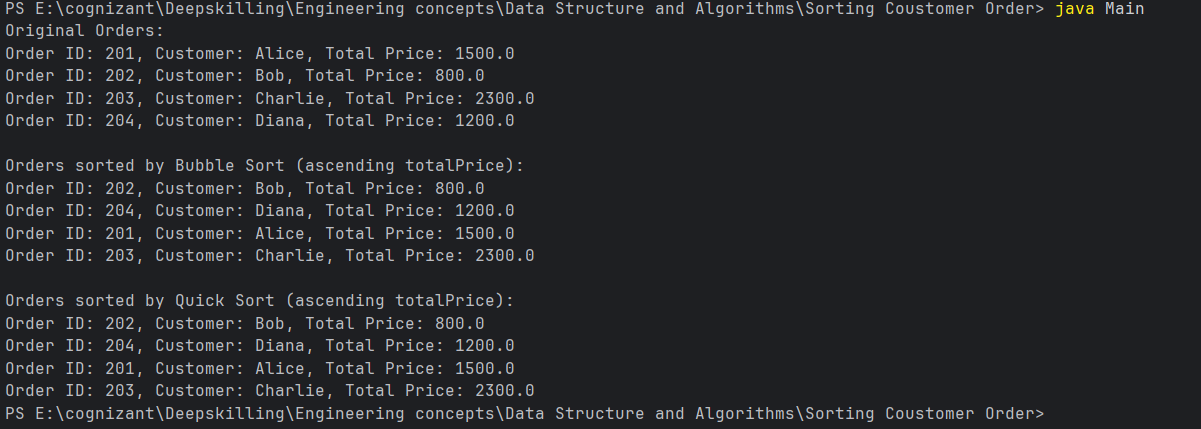 PS E:\cognizant\Deepskilling\Engineering concepts\Data Structure and Algorithms\Sorting Coustomer Order> java Main
Original Orders:
Order ID: 201, Customer: Alice, Total Price: 1500.0
Order ID: 202, Customer: Bob, Total Price: 800.0
Order ID: 203, Customer: Charlie, Total Price: 2300.0
Order ID: 204, Customer: Diana, Total Price: 1200.0

Orders sorted by Bubble Sort (ascending totalPrice):
Order ID: 202, Customer: Bob, Total Price: 800.0
Order ID: 204, Customer: Diana, Total Price: 1200.0
Order ID: 201, Customer: Alice, Total Price: 1500.0
Order ID: 203, Customer: Charlie, Total Price: 2300.0

Orders sorted by Quick Sort (ascending totalPrice):
Order ID: 202, Customer: Bob, Total Price: 800.0
Order ID: 204, Customer: Diana, Total Price: 1200.0
Order ID: 201, Customer: Alice, Total Price: 1500.0
Order ID: 203, Customer: Charlie, Total Price: 2300.0
PS E:\cognizant\Deepskilling\Engineering concepts\Data Structure and Algorithms\Sorting Coustomer Order>